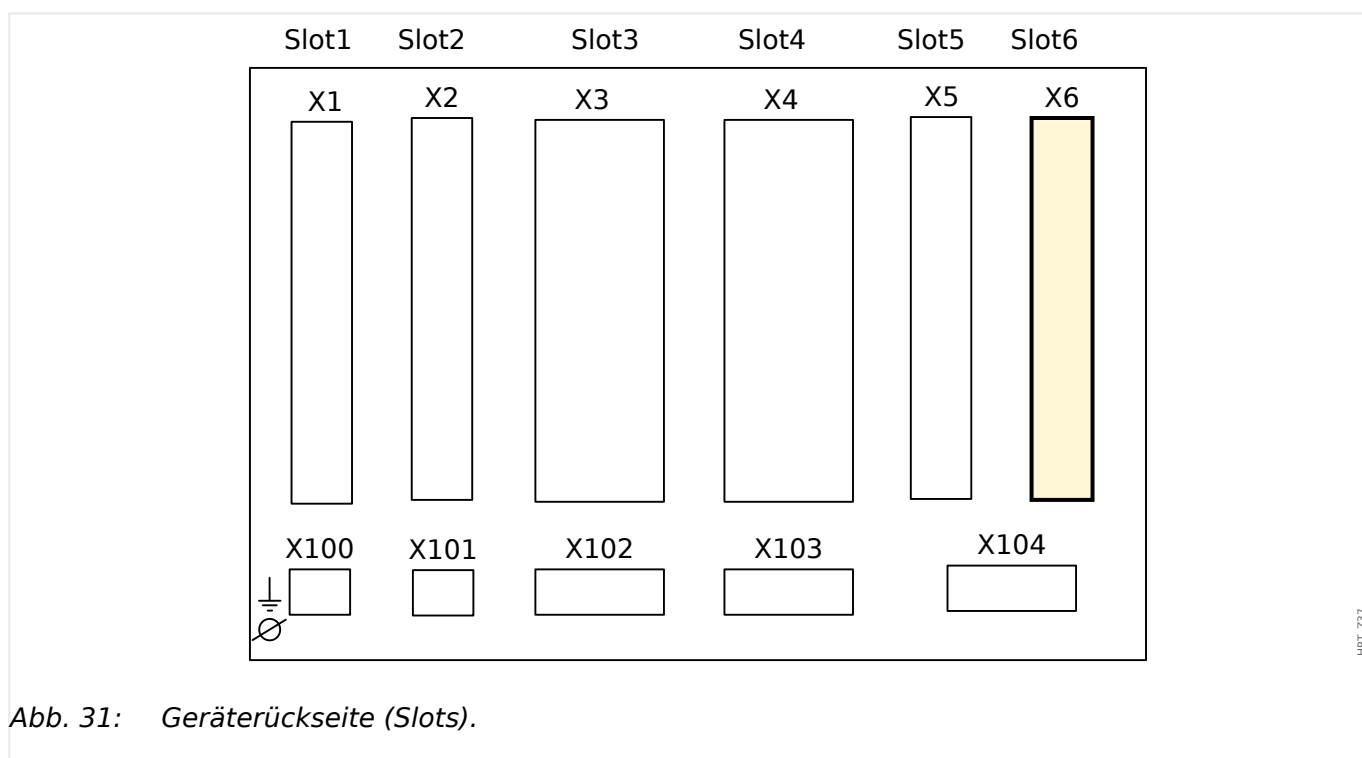 Slot1 Slot2 Slot3 Slot4 Slot5 Slot6
X1 X2 X3 X4 X5 X6
X100 X101 X102 X103 X104
Abb. 31: Geräterückseite (Slots).